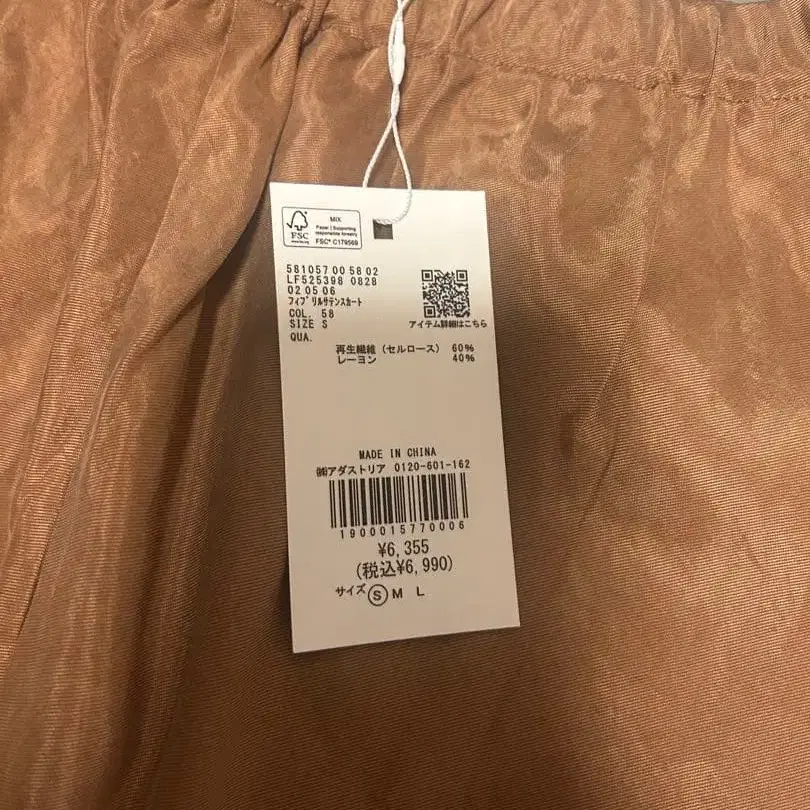 FSC
MIX
Paper | Supporting
responsible forestry
FSC® C179569
581057 00 58 02
LF525398 0828
02 05 06
フィブリルサテンスカート
COL. 58
SIZE S
QUA.
アイテム詳細はこちら
再生繊維(セルロース) 60%
レーヨン 40%
MADE IN CHINA
㈱アダストリア 0120-601-162
1900015770006
¥6,355
(税込¥6,990)
サイズ Ⓢ M L